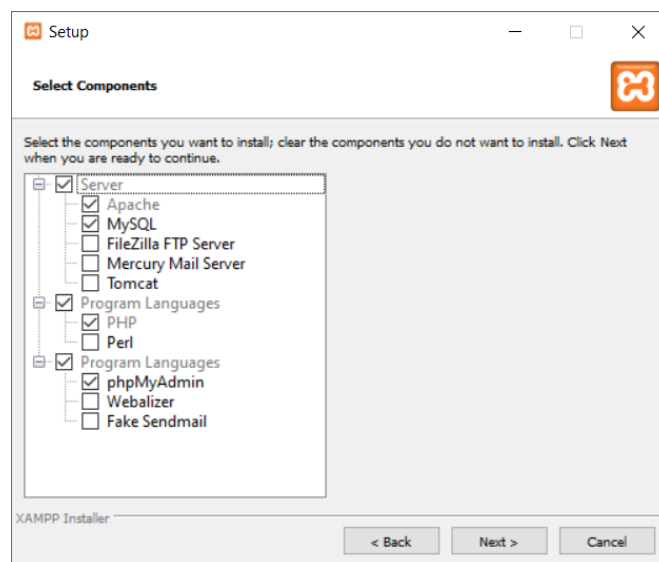 Setup
Select Components
Select the components you want to install; clear the components you do not want to install. Click Next
when you are ready to continue.
Server
Apache
MySQL
FileZilla FTP Server
Mercury Mail Server
Tomcat
Program Languages
PHP
Perl
Program Languages
phpMyAdmin
Webalizer
Fake Sendmail
XAMPP Installer
< Back Next > Cancel